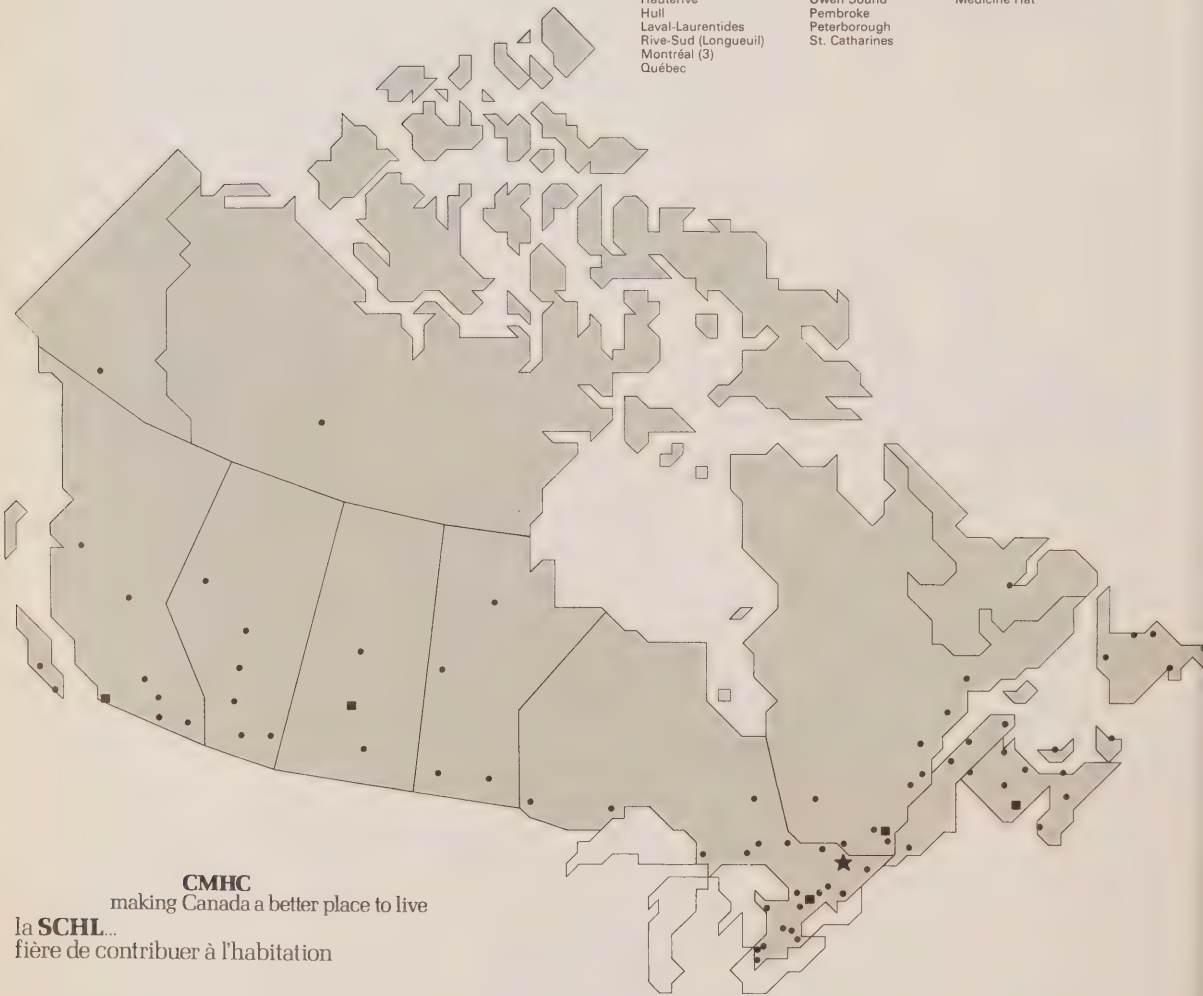 Hull
Laval-Laurentides
Rive-Sud (Longueuil)
Montréal (3)
Québec
Owen Sound
Pembroke
Peterborough
St. Catharines
Medicine Hat
CMHC
making Canada a better place to live
la SCHL...
fière de contribuer à l'habitation